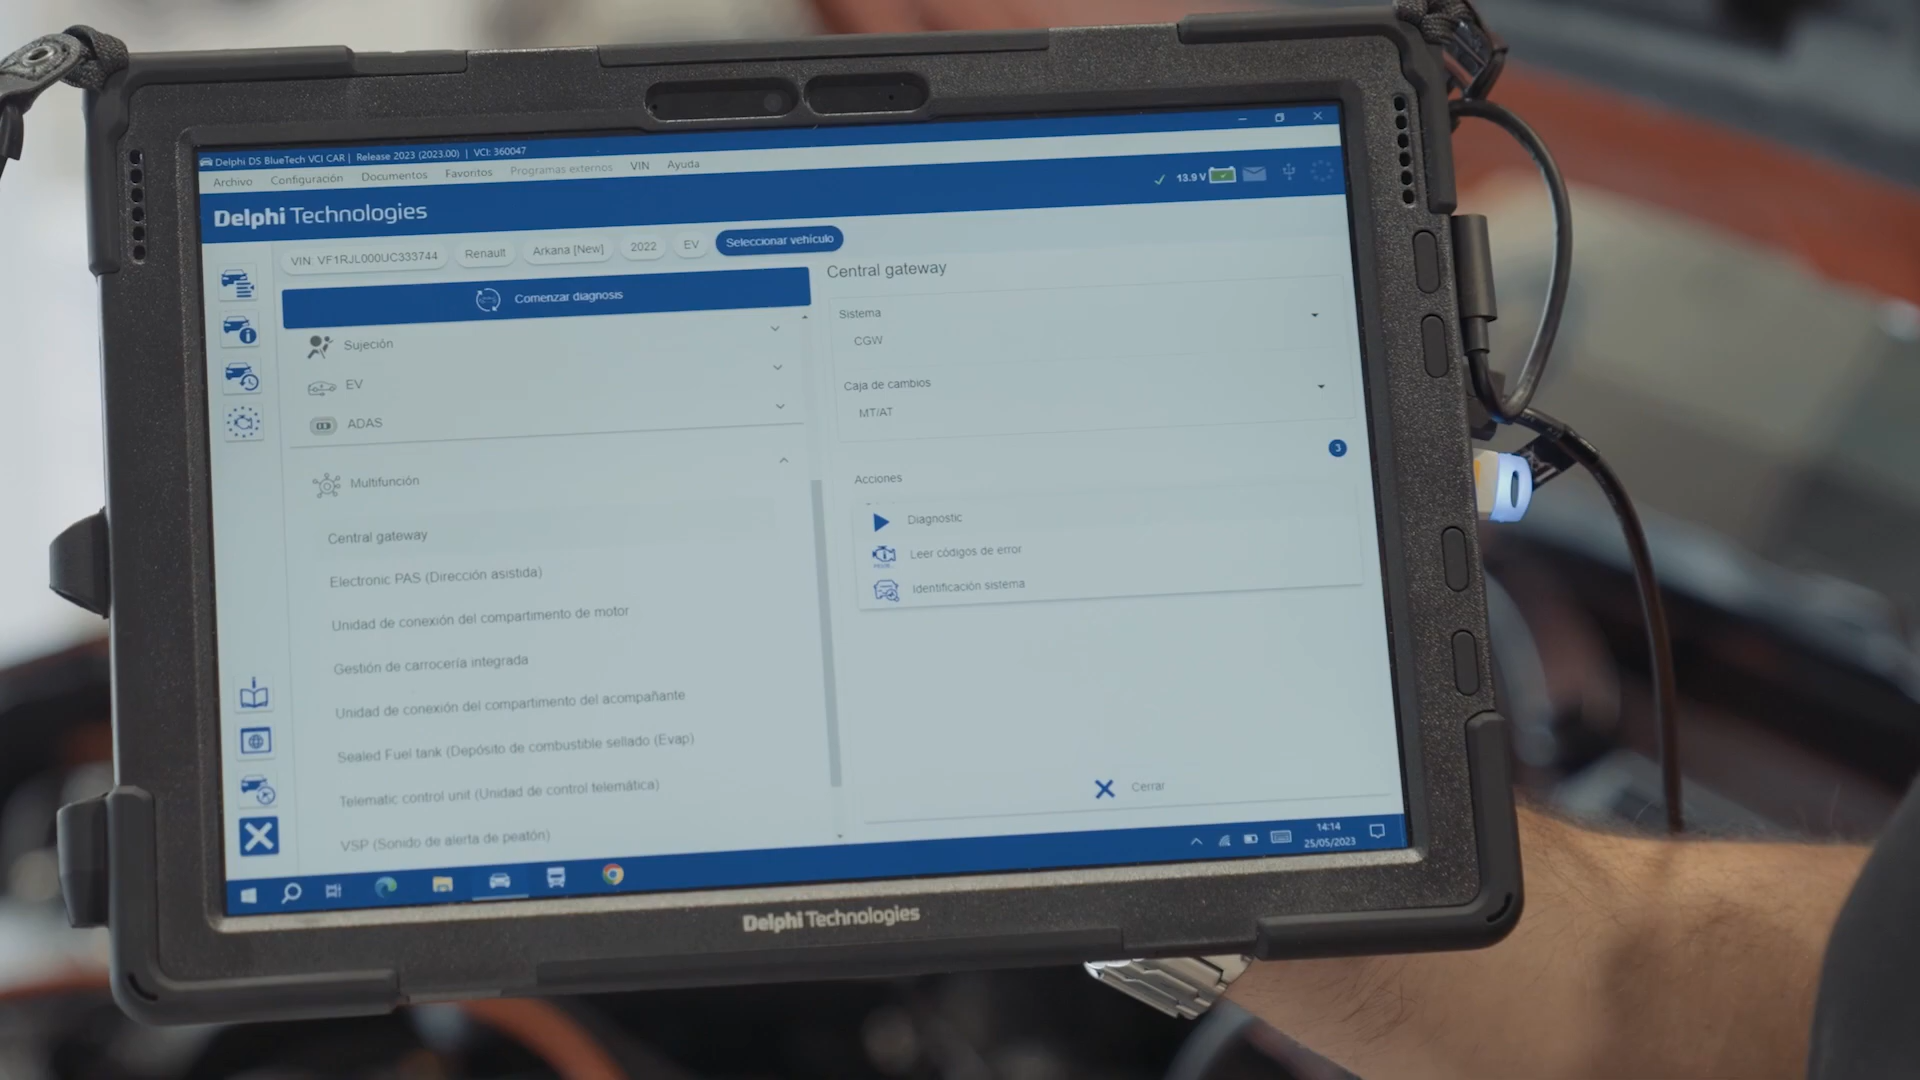 Delphi DS BlueTech VCI CAR | Release 2023 (2023.00) | VCI: 360047
Archivo Configuración Documentos Favoritos Programas externos VIN Ayuda
13.9 V
Delphi Technologies
VIN: VF1RJL000UC333744 Renault Arkana [New] 2022 EV Seleccionar vehículo
Comenzar diagnosis
Sujeción
EV
ADAS
Multifunción
Central gateway
Electronic PAS (Dirección asistida)
Unidad de conexión del compartimento de motor
Gestión de carrocería integrada
Unidad de conexión del compartimento del acompañante
Sealed Fuel tank (Depósito de combustible sellado (Evap)
Telematic control unit (Unidad de control telemática)
VSP (Sonido de alerta de peatón)
Central gateway
Sistema
CGW
Caja de cambios
MT/AT
3
Acciones
Diagnostic
Leer códigos de error
Identificación sistema
Cerrar
14:14
25/05/2023
Delphi Technologies